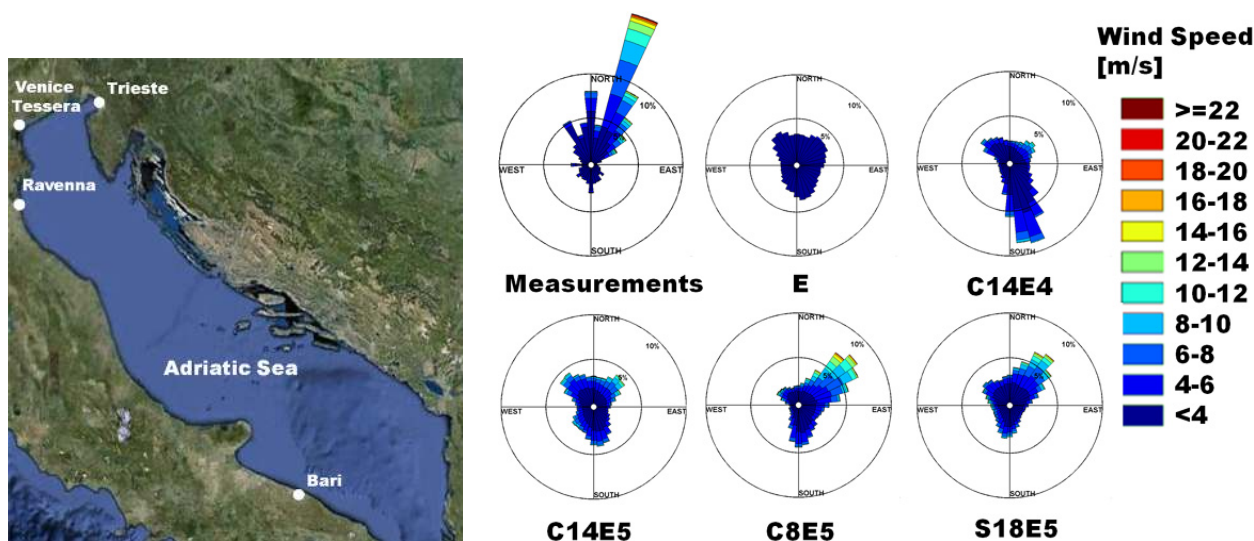 Venice
Tessera
Trieste
Ravenna
Adriatic Sea
Bari
NORTH
10%
5%
WEST
EAST
SOUTH
Measurements
NORTH
10%
5%
WEST
EAST
SOUTH
E
NORTH
10%
5%
WEST
EAST
SOUTH
C14E4
NORTH
10%
5%
WEST
EAST
SOUTH
C14E5
NORTH
10%
5%
WEST
EAST
SOUTH
C8E5
NORTH
10%
5%
WEST
EAST
SOUTH
S18E5
Wind Speed
[m/s]
>=22
20-22
18-20
16-18
14-16
12-14
10-12
8-10
6-8
4-6
<4